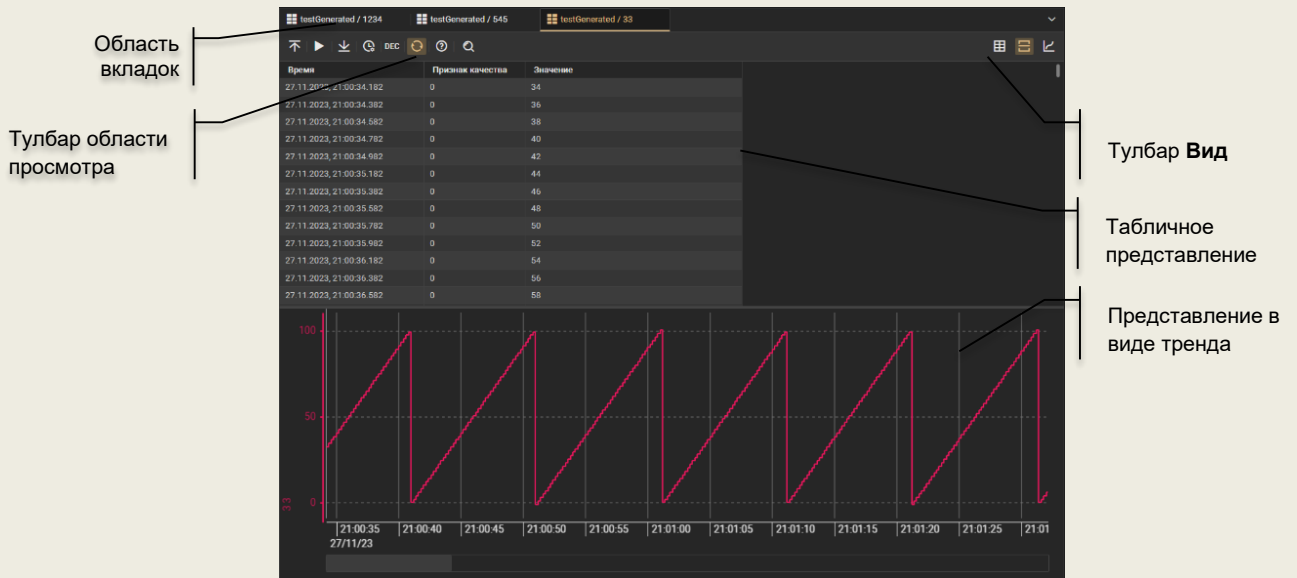 testGenerated / 1234
testGenerated / 545
testGenerated / 33
Область
вкладок
DEC
Время Признак качества Значение
27.11.2023, 21:00:34.182 0 34
27.11.2023, 21:00:34.382 0 36
27.11.2023, 21:00:34.582 0 38
27.11.2023, 21:00:34.782 0 40
27.11.2023, 21:00:34.982 0 42
27.11.2023, 21:00:35.182 0 44
27.11.2023, 21:00:35.382 0 46
27.11.2023, 21:00:35.582 0 48
27.11.2023, 21:00:35.782 0 50
27.11.2023, 21:00:35.982 0 52
27.11.2023, 21:00:36.182 0 54
27.11.2023, 21:00:36.382 0 56
27.11.2023, 21:00:36.582 0 58
Тулбар области
просмотра
Тулбар Вид
Табличное
представление
Представление в
виде тренда
100
50
0
33
21:00:35 21:00:40 21:00:45 21:00:50 21:00:55 21:01:00 21:01:05 21:01:10 21:01:15 21:01:20 21:01:25 21:01
27/11/23